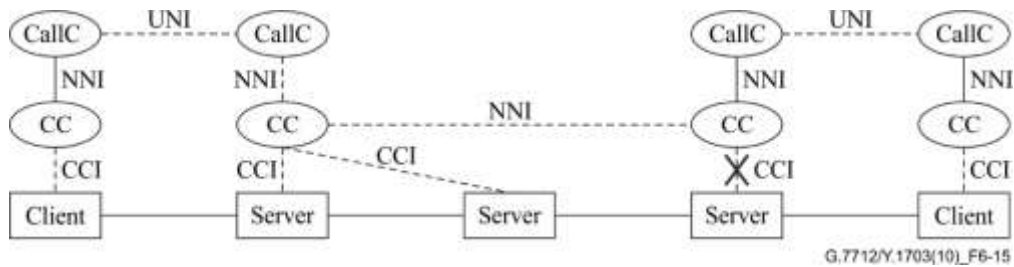 UNI UNI
CallC CallC CallC CallC
NNI NNI NNI NNI
NNI
CC CC CC CC
CCI CCI CCI CCI CCI
Client Server Server Server Client
G.7712/Y.1703(10)_F6-15